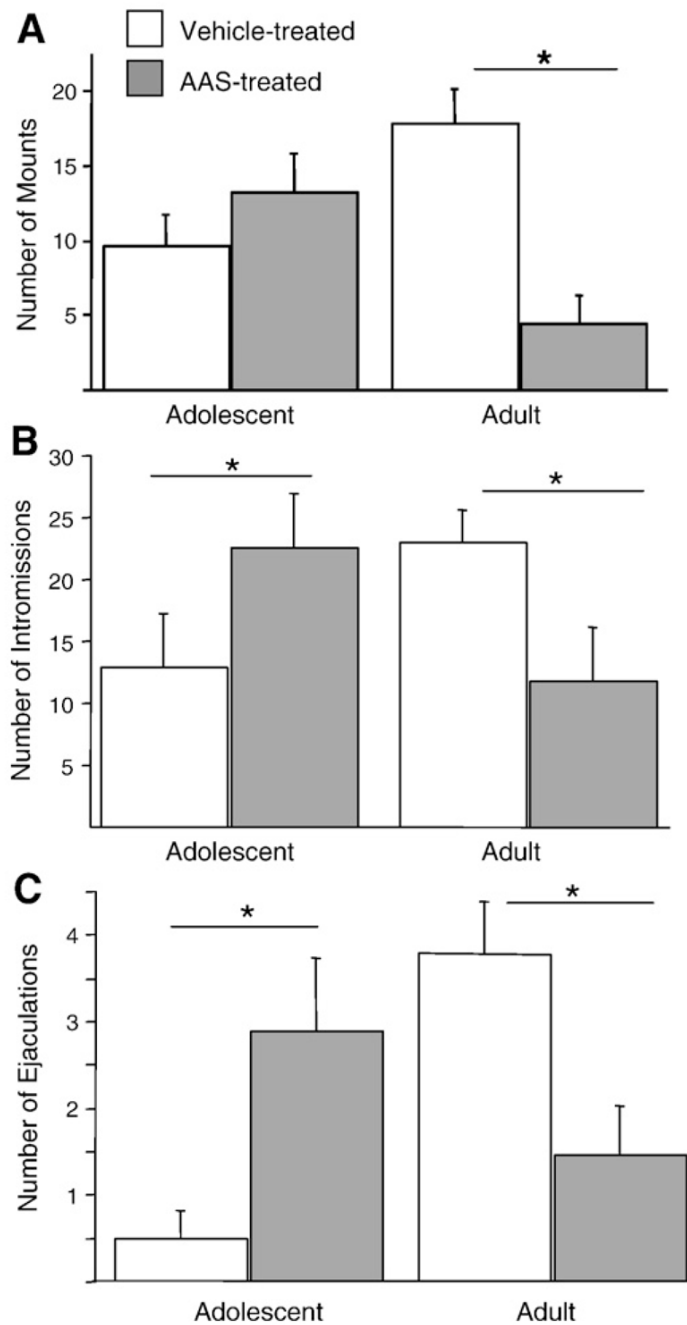 A
Vehicle-treated
AAS-treated
*
Number of Mounts
20
15
10
5
Adolescent Adult
B
Number of Intromissions
30
25
20
15
10
5
*
*
Adolescent Adult
C
Number of Ejaculations
4
3
2
1
*
*
Adolescent Adult